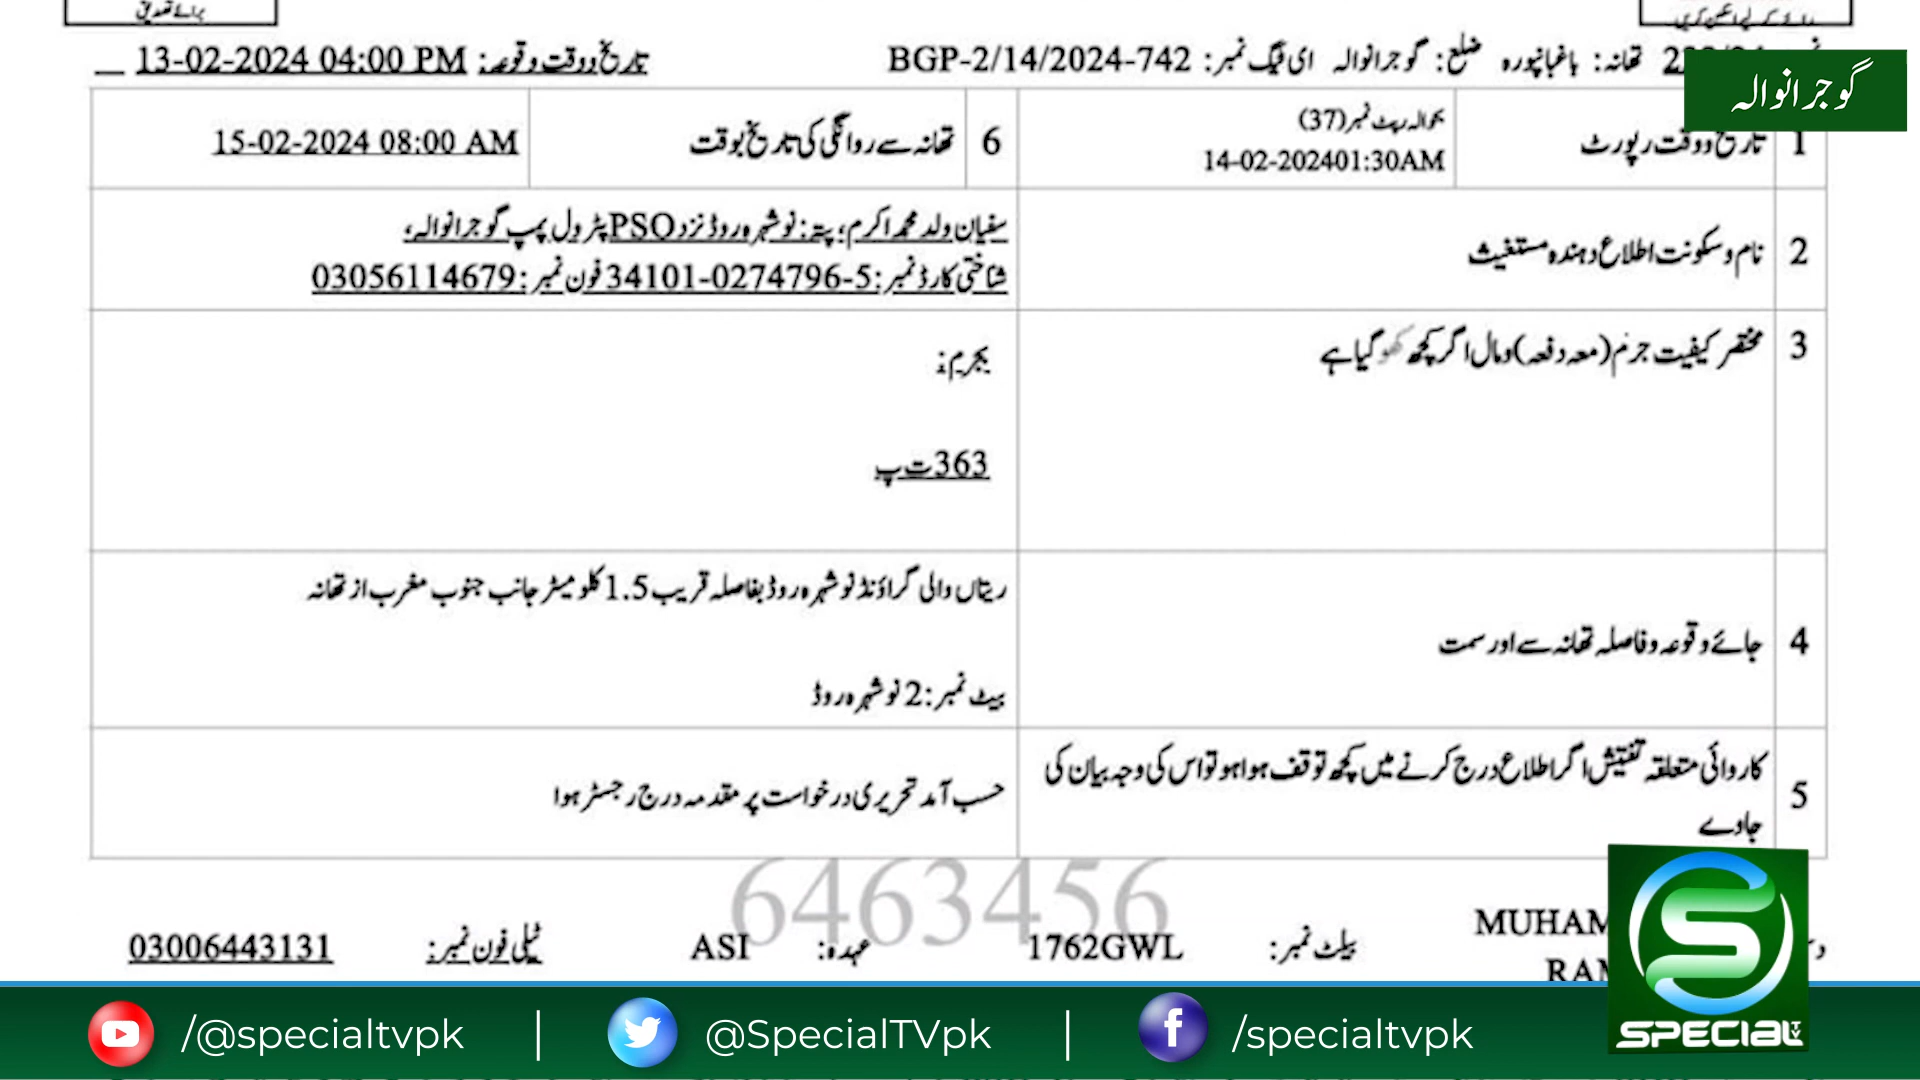 برائے تصدیق
تھانہ: باغبانپورہ ضلع: گوجرانوالہ ای ٹیگ نمبر: BGP-2/14/2024-742 تاریخ ووقت وقوعہ: 13-02-2024 04:00 PM
گوجرانوالہ
1 تاریخ ووقت رپورٹ بحوالہ رپٹ نمبر(37) 14-02-202401:30AM 6 تھانہ سے روانگی کی تاریخ بوقت 15-02-2024 08:00 AM
2 نام وسکونت اطلاع دہندہ مستغیث سفیان ولد محمد اکرم، پتہ: نوشہرہ روڈ نزد PSO پٹرول پمپ گوجرانوالہ،
شناختی کارڈ نمبر: 34101-0274796-5 فون نمبر: 03056114679
3 مختصر کیفیت جرم (معہ دفعہ) ومال اگر کچھ کھو گیا ہے بجرم:
363 ت پ
ریتاں والی گراؤنڈ نوشہرہ روڈ بفاصلہ قریب 1.5 کلومیٹر جانب جنوب مغرب از تھانہ
4 جائے وقوعہ وفاصلہ تھانہ سے اور سمت
بیٹ نمبر: 2 نوشہرہ روڈ
5 کاروائی متعلقہ تفتیش اگر اطلاع درج کرنے میں کچھ توقف ہوا ہو تو اس کی وجہ بیان کی جاوے حسب آمد تحریری درخواست پر مقدمہ درج رجسٹر ہوا
6463456
MUHAM بیلٹ نمبر: 1762GWL عہدہ: ASI ٹیلی فون نمبر: 03006443131
RAM
/@specialtvpk | @SpecialTVpk | /specialtvpk
SPECIAL TV